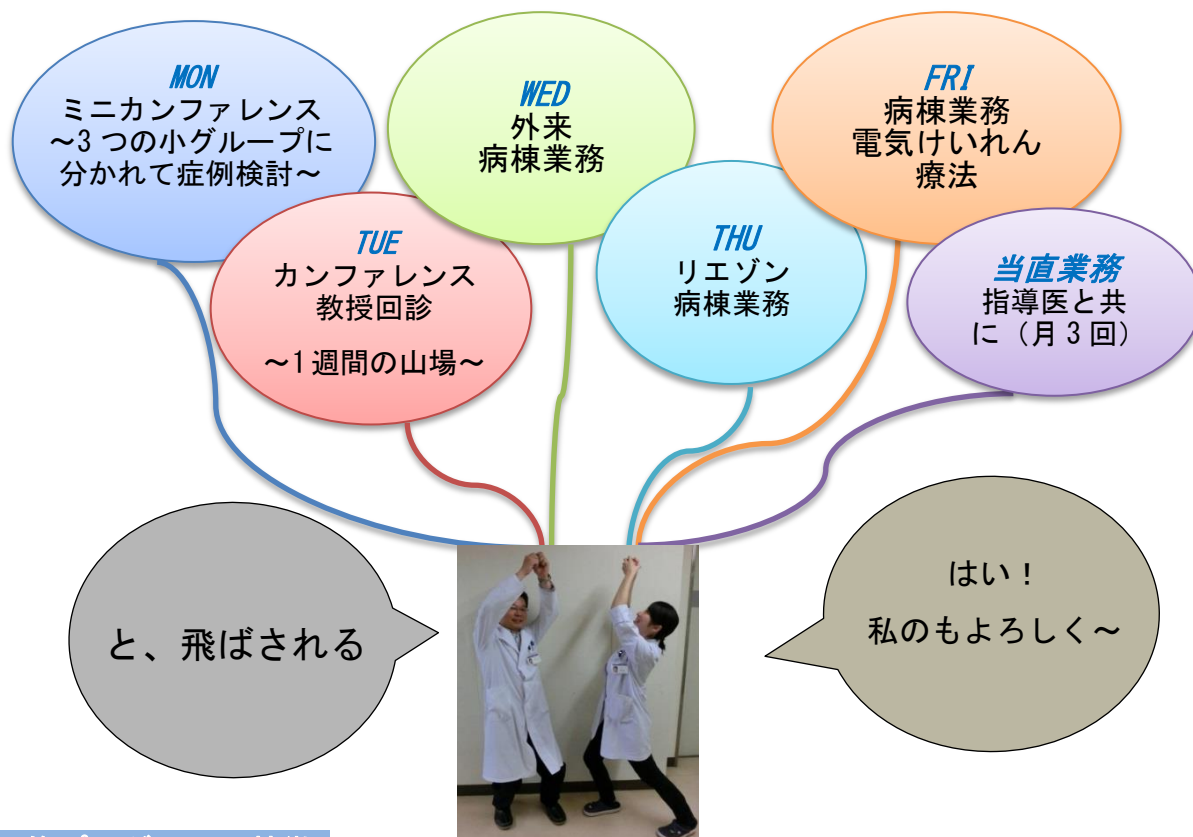 MON
ミニカンファレンス
～3つの小グループに
分かれて症例検討～
TUE
カンファレンス
教授回診
～1週間の山場～
WED
外来
病棟業務
THU
リエゾン
病棟業務
FRI
病棟業務
電気けいれん
療法
当直業務
指導医と共
に（月3回）
と、飛ばされる
はい！
私のもよろしく～